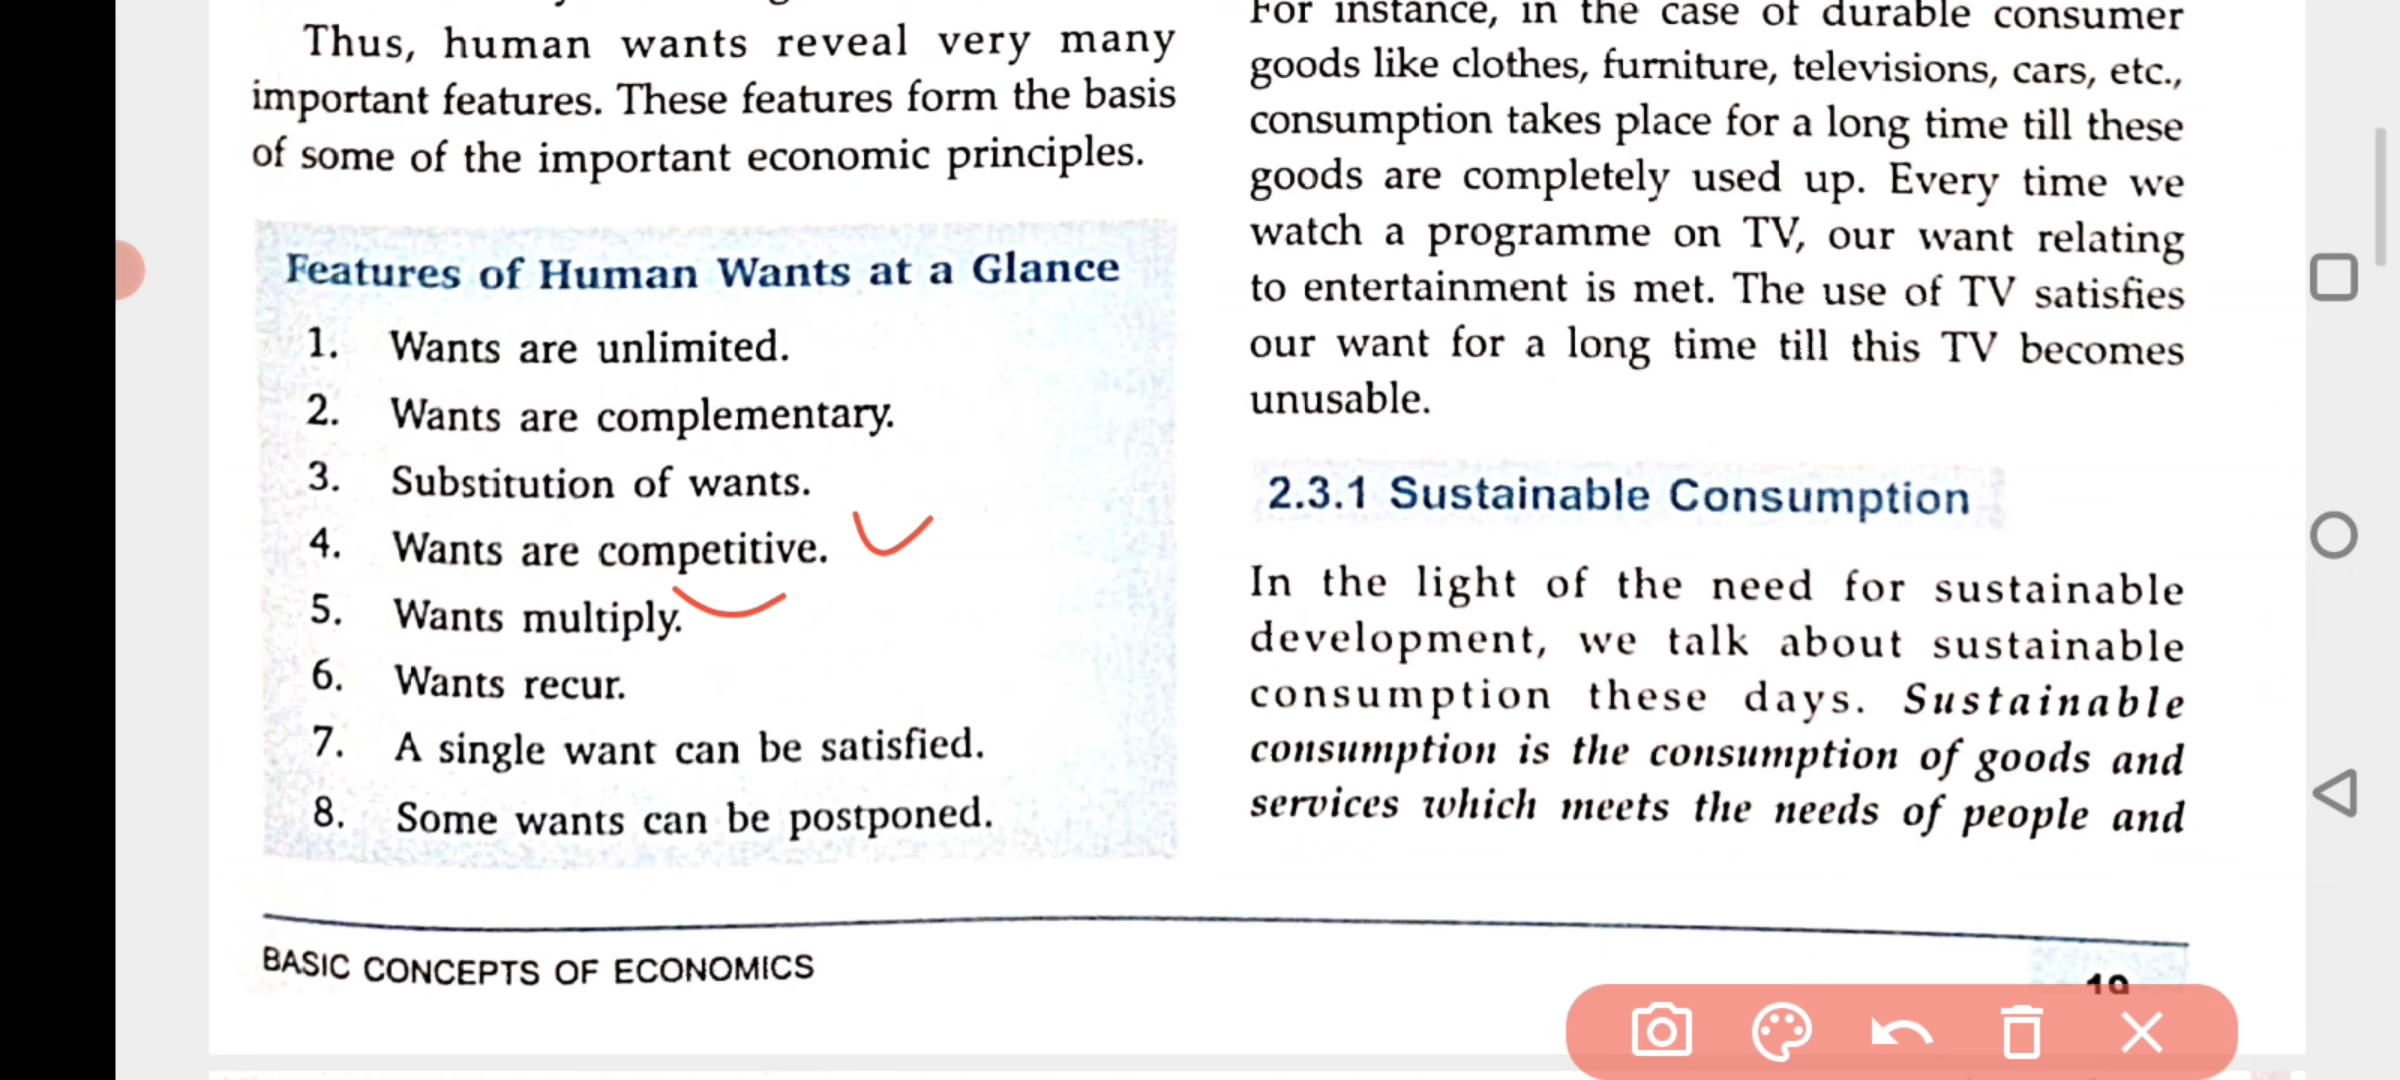 Thus, human wants reveal very many
important features. These features form the basis
of some of the important economic principles.
Features of Human Wants at a Glance
1. Wants are unlimited.
2. Wants are complementary.
3. Substitution of wants.
4. Wants are competitive.
5. Wants multiply.
6. Wants recur.
7. A single want can be satisfied.
8. Some wants can be postponed.
For instance, in the case of durable consumer
goods like clothes, furniture, televisions, cars, etc.,
consumption takes place for a long time till these
goods are completely used up. Every time we
watch a programme on TV, our want relating
to entertainment is met. The use of TV satisfies
our want for a long time till this TV becomes
unusable.
2.3.1 Sustainable Consumption
In the light of the need for sustainable
development, we talk about sustainable
consumption these days. Sustainable
consumption is the consumption of goods and
services which meets the needs of people and
BASIC CONCEPTS OF ECONOMICS